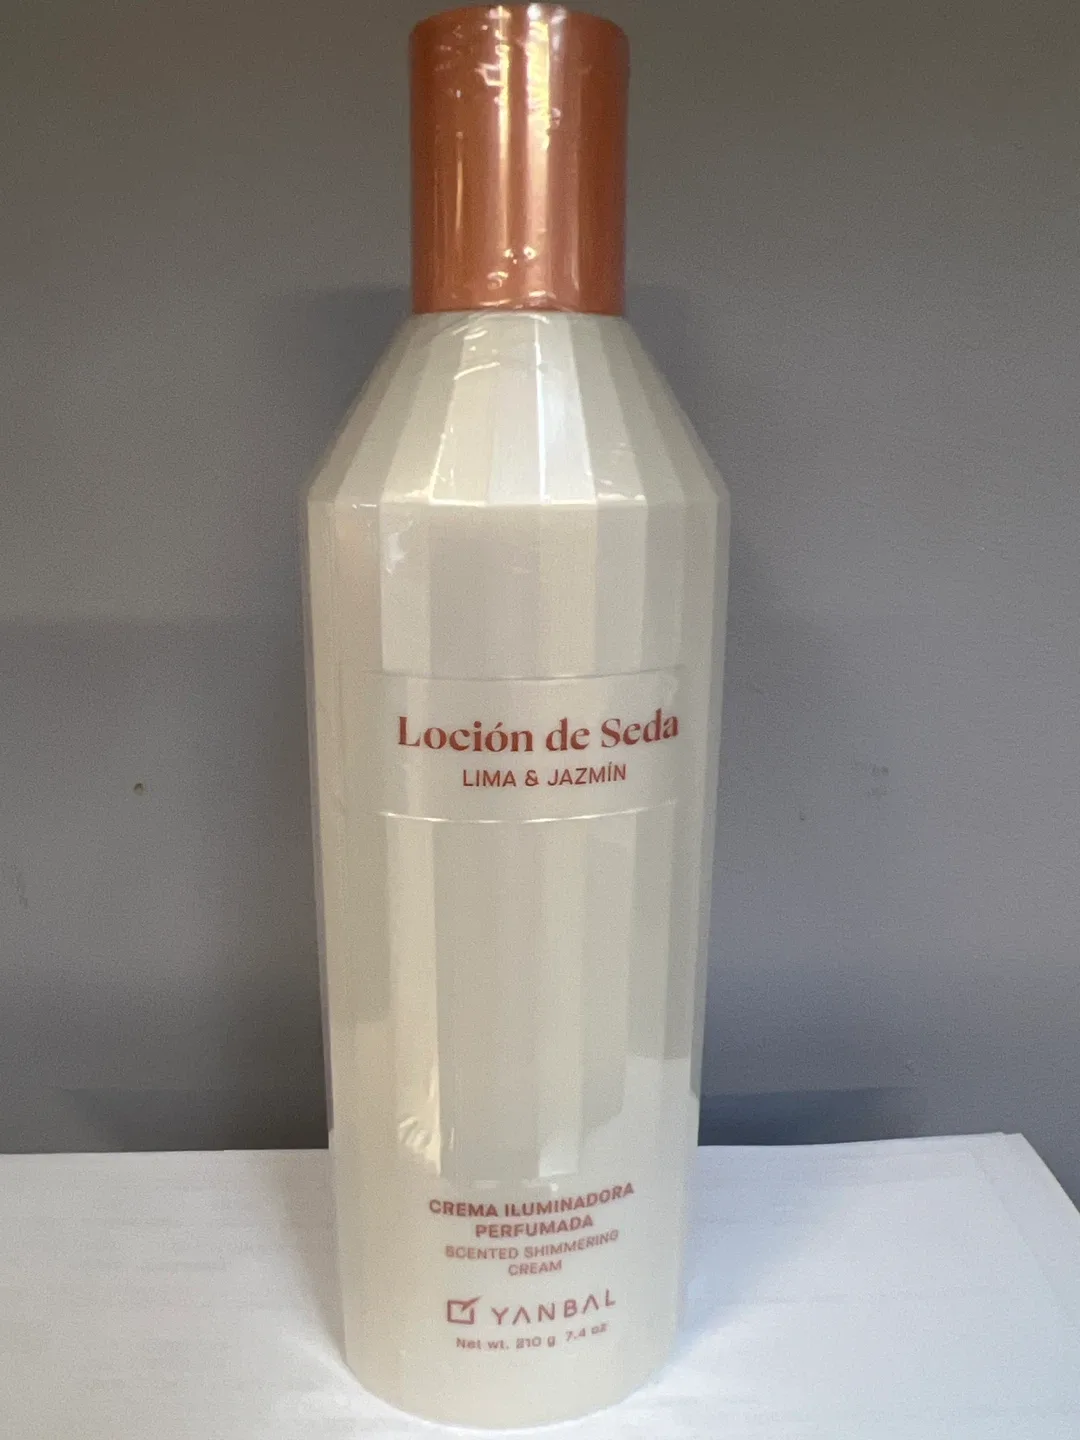 Loción de Seda
LIMA & JAZMÍN
CREMA ILUMINADORA
PERFUMADA
SCENTED SHIMMERING
CREAM
YANBAL
Net wt. 210 g 7.4 oz